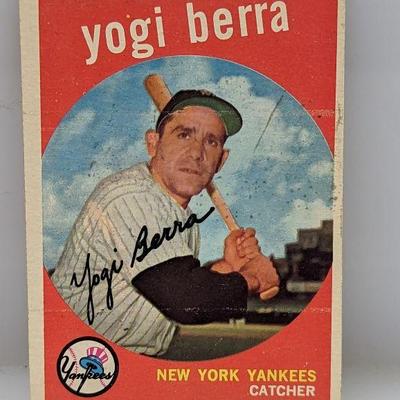 yogi berra
Yogi Berra
Yankees
NEW YORK YANKEES
CATCHER